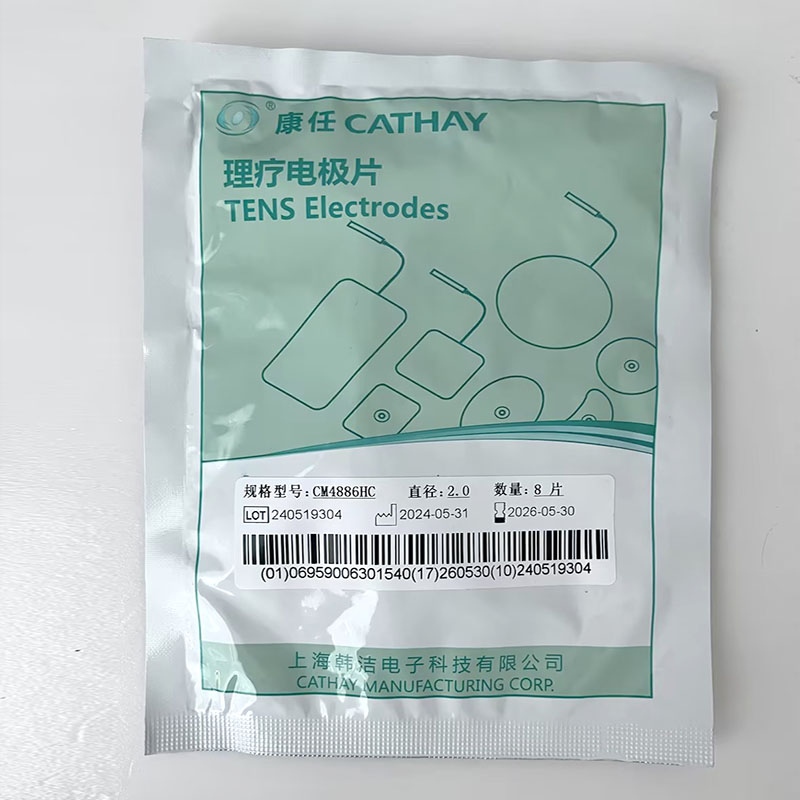 ® 康任 CATHAY
理疗电极片
TENS Electrodes
规格型号: CM4886HC 直径: 2.0 数量: 8 片
LOT 240519304 2024-05-31 2026-05-30
(01)06959006301540(17)260530(10)240519304
上海韩洁电子科技有限公司
CATHAY MANUFACTURING CORP.